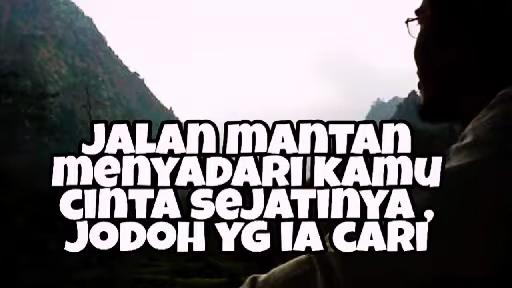 JALAN MANTAN
MENYADARI KAMU
CINTA SEJATINYA ,
JODOH YG IA CARI